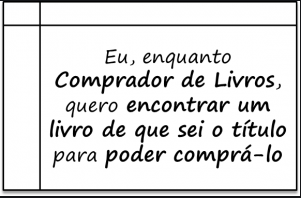 Eu, enquanto
Comprador de Livros,
quero encontrar um
livro de que sei o título
para poder comprá-lo